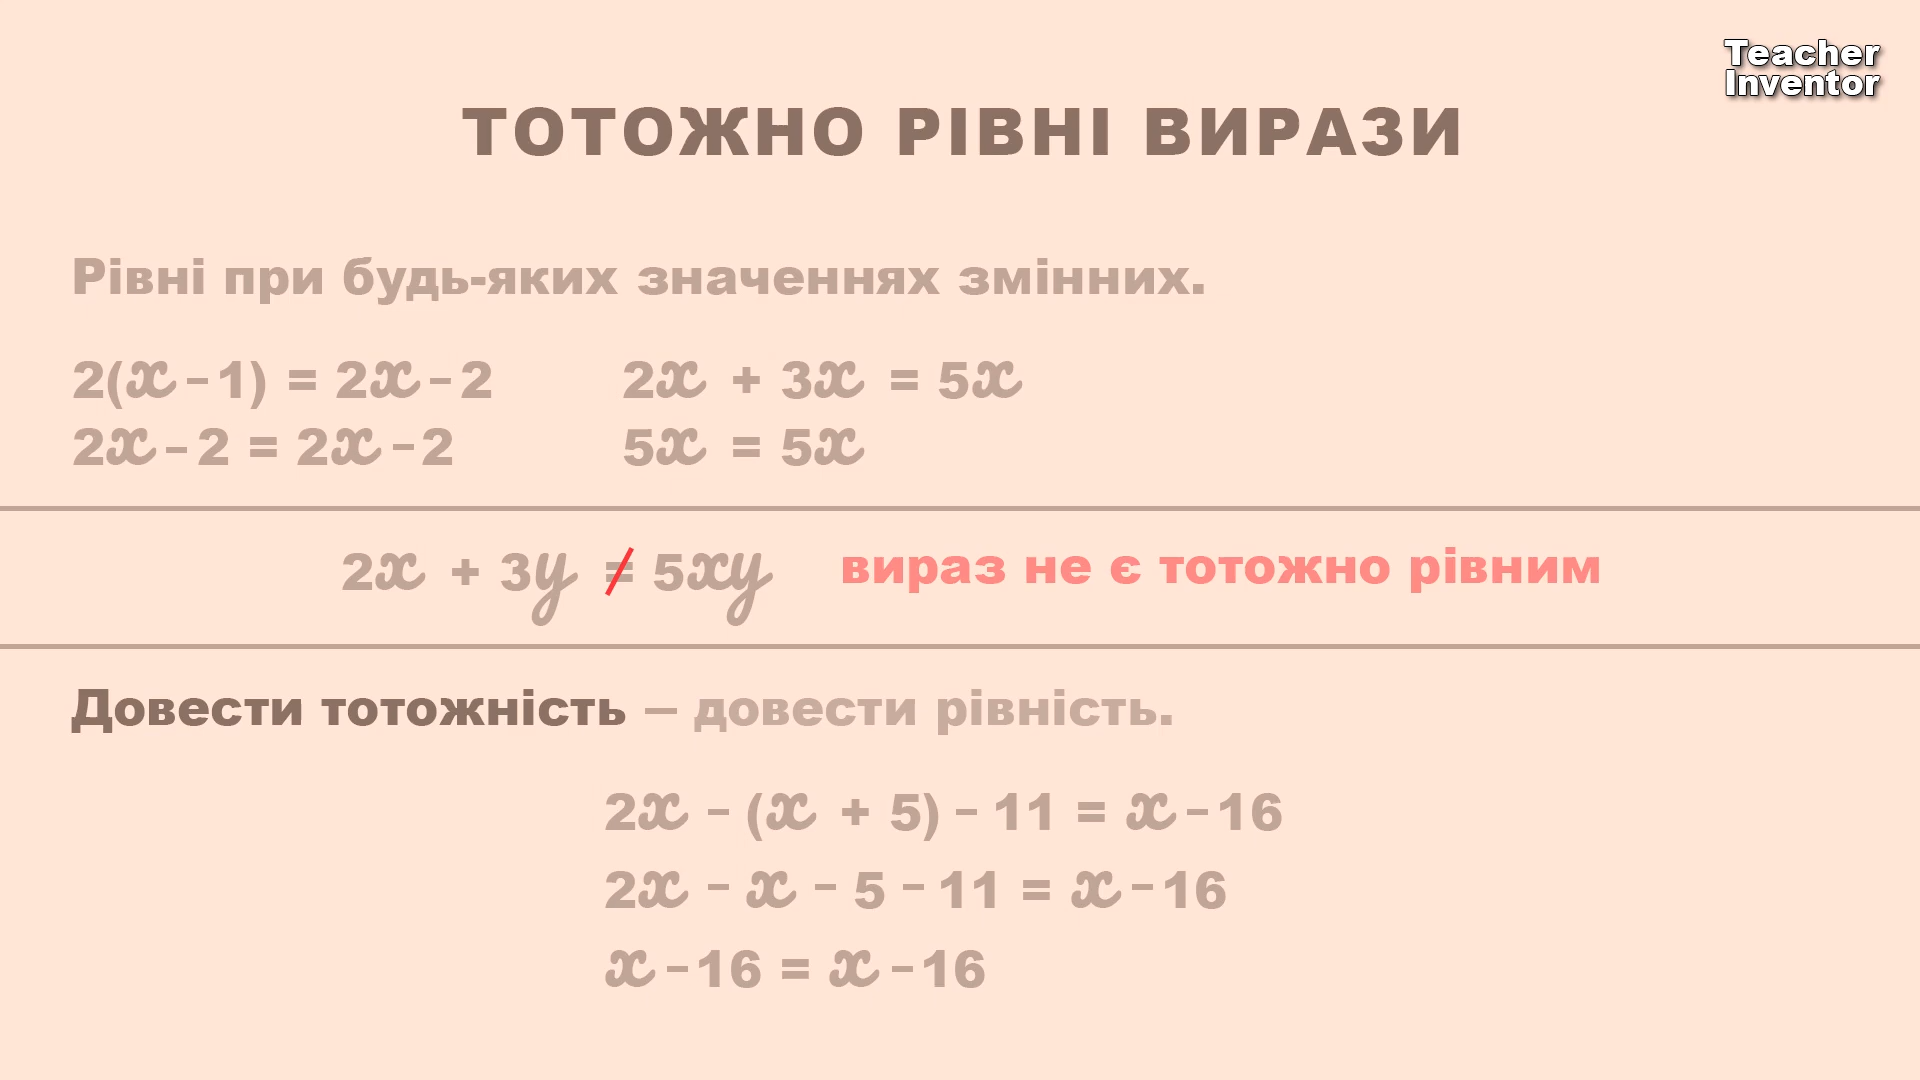 Teacher
Inventor
ТОТОЖНО РІВНІ ВИРАЗИ
Рівні при будь-яких значеннях змінних.
2(x – 1) = 2x – 2
2x – 2 = 2x – 2
2x + 3x = 5x
5x = 5x
2x + 3y ≠ 5xy
вираз не є тотожно рівним
Довести тотожність – довести рівність.
2x – (x + 5) – 11 = x – 16
2x – x – 5 – 11 = x – 16
x – 16 = x – 16